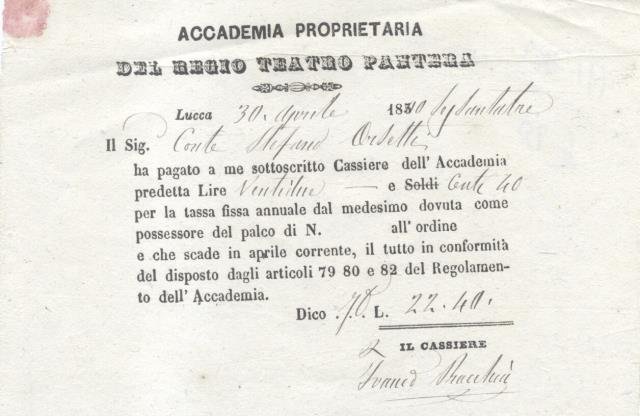 ACCADEMIA PROPRIETARIA
DEL REGIO TEATRO PANTERA
Lucca 30. Aprile 18
Il Sig. Conte Stefano Orsetti
ha pagato a me sottoscritto Cassiere dell' Accademia
predetta Lire Ventidue — e Soldi Cent. 40
per la tassa fissa annuale dal medesimo dovuta come
possessore del palco di N. all' ordine
e che scade in aprile corrente, il tutto in conformità
del disposto dagli articoli 79 80 e 82 del Regolamen-
to dell' Accademia.
Dico L. 22.40.
IL CASSIERE